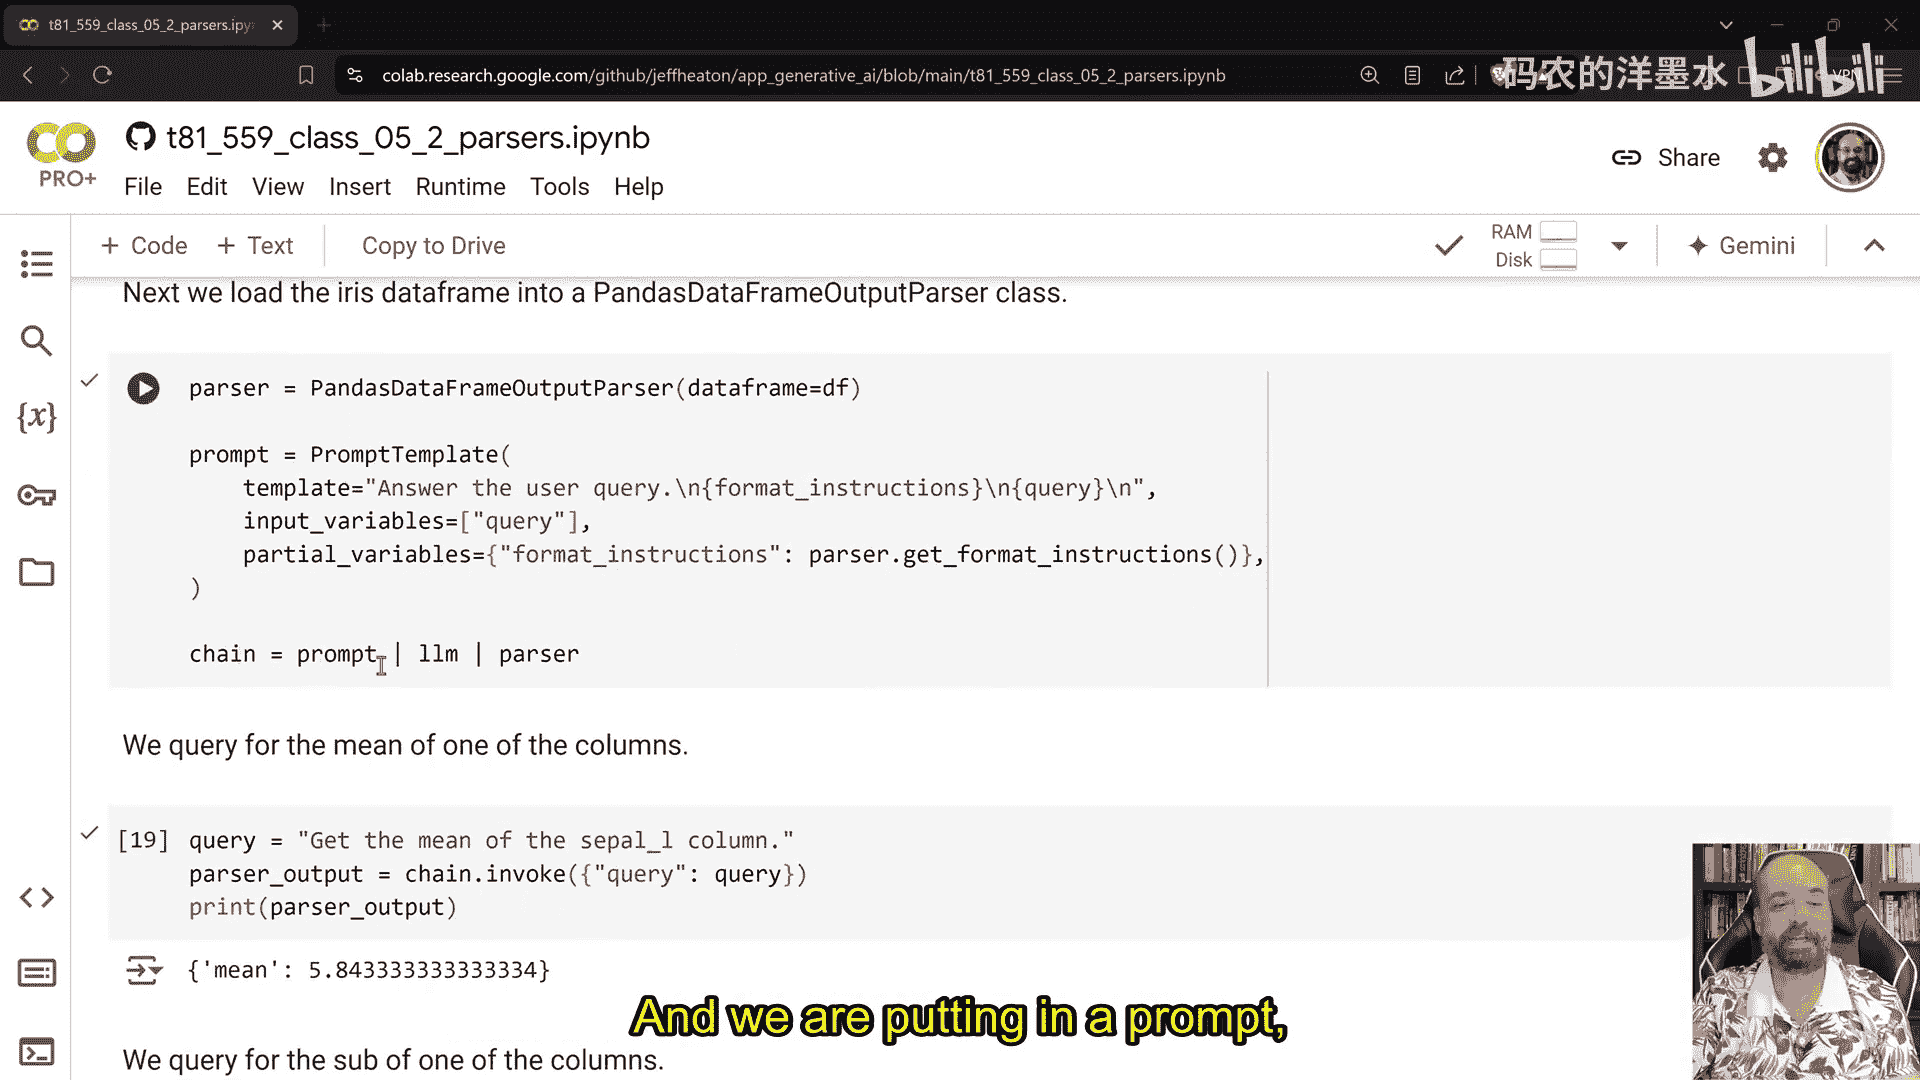 t81_559_class_05_2_parsers.ipy
colab.research.google.com/github/jeffheaton/app_generative_ai/blob/main/t81_559_class_05_2_parsers.ipynb
码农的洋墨水 bilibili
VPN
PRO+
t81_559_class_05_2_parsers.ipynb
File Edit View Insert Runtime Tools Help
Share
+ Code + Text Copy to Drive
RAM
Disk
Gemini
Next we load the iris dataframe into a PandasDataFrameOutputParser class.
parser = PandasDataFrameOutputParser(dataframe=df)
prompt = PromptTemplate(
    template="Answer the user query.\n{format_instructions}\n{query}\n",
    input_variables=["query"],
    partial_variables={"format_instructions": parser.get_format_instructions()},
)
chain = prompt | llm | parser
We query for the mean of one of the columns.
[19] query = "Get the mean of the sepal_l column."
parser_output = chain.invoke({"query": query})
print(parser_output)
{'mean': 5.843333333333334}
And we are putting in a prompt,
We query for the sub of one of the columns.